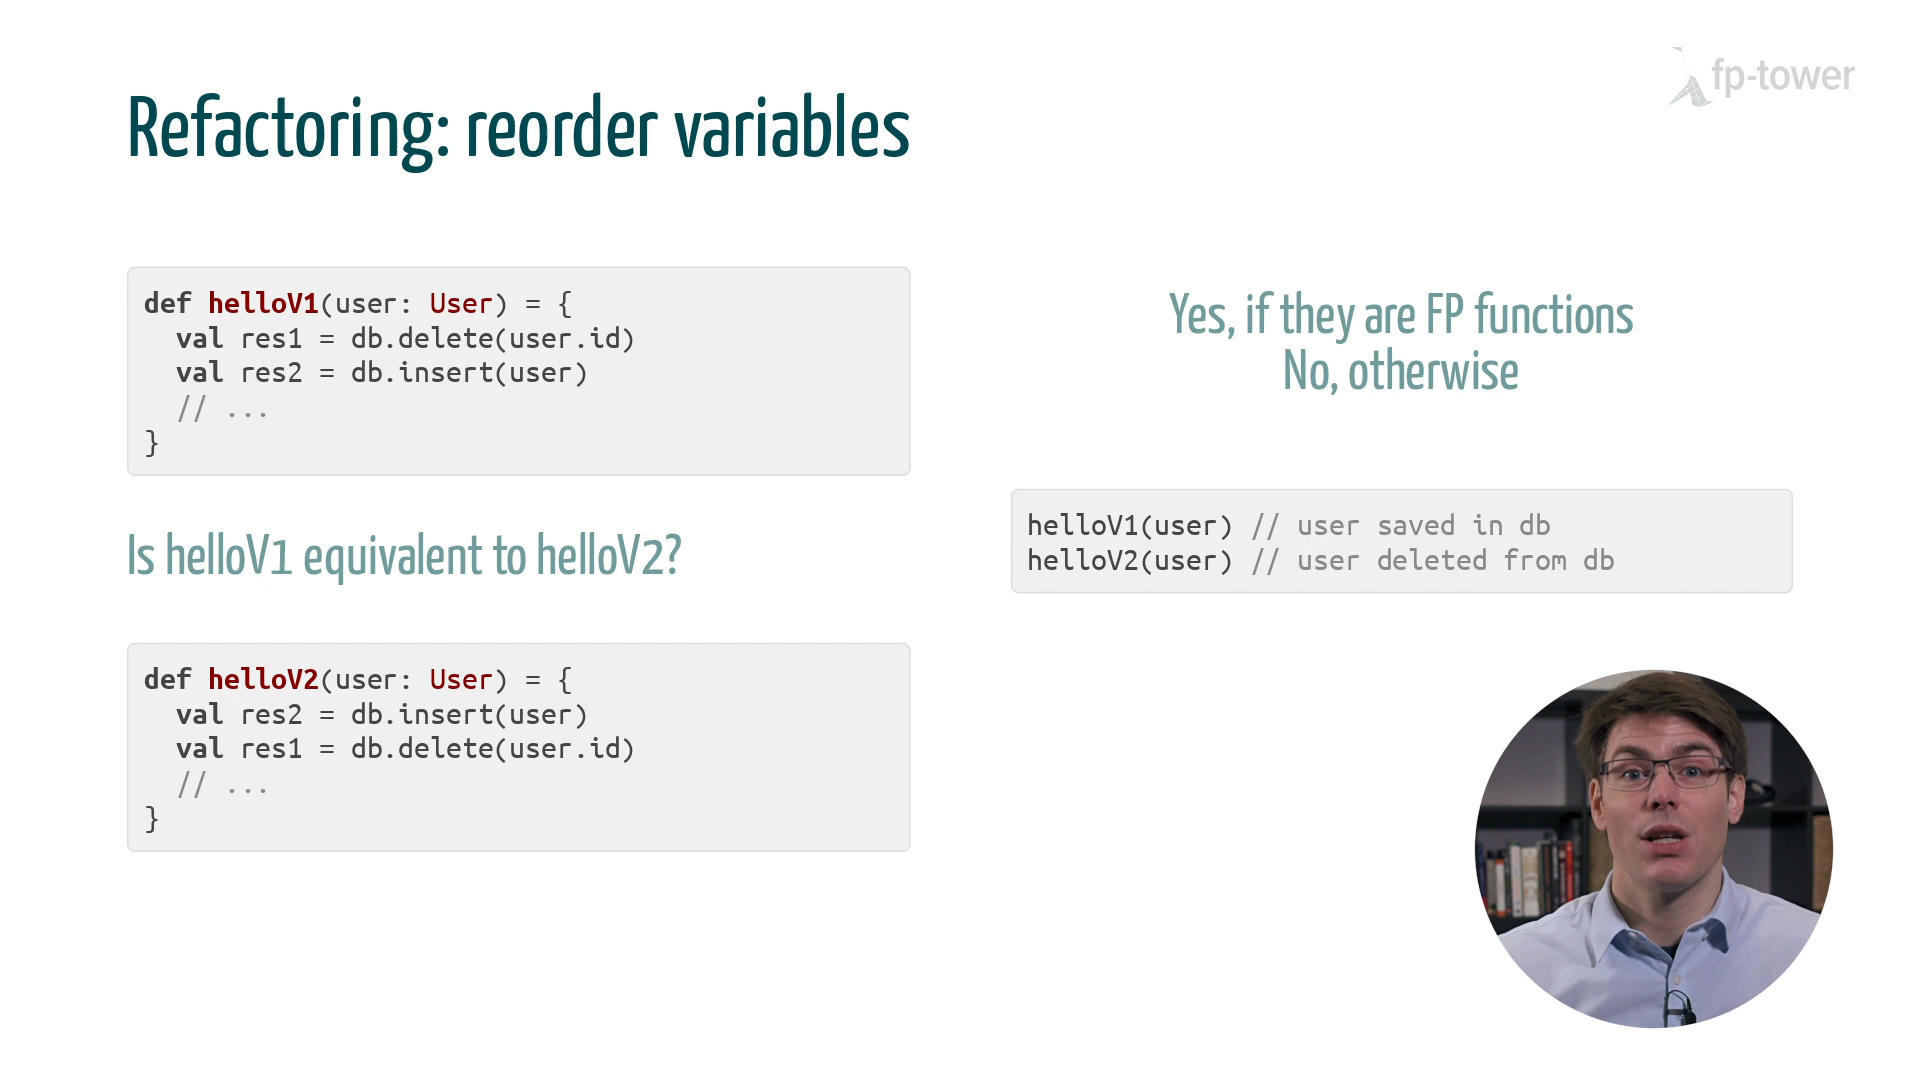 fp-tower
Refactoring: reorder variables
def helloV1(user: User) = {
  val res1 = db.delete(user.id)
  val res2 = db.insert(user)
  // ...
}
Is helloV1 equivalent to helloV2?
def helloV2(user: User) = {
  val res2 = db.insert(user)
  val res1 = db.delete(user.id)
  // ...
}
Yes, if they are FP functions
No, otherwise
helloV1(user) // user saved in db
helloV2(user) // user deleted from db